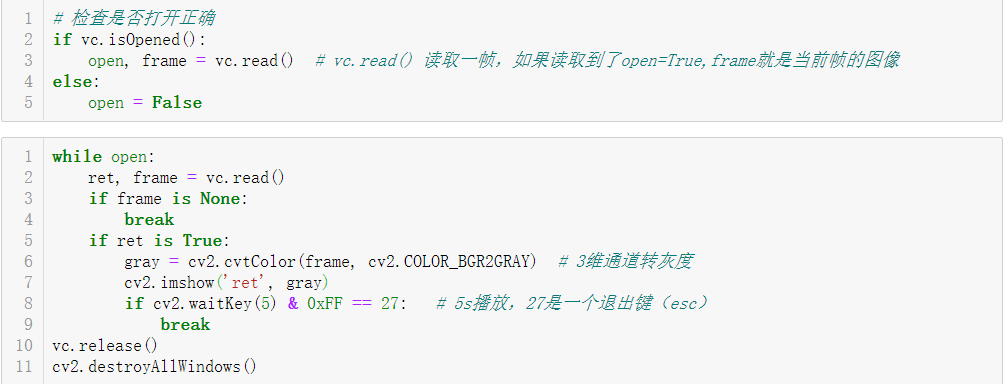 1 # 检查是否打开正确
2 if vc.isOpened():
3     open, frame = vc.read()  # vc.read() 读取一帧，如果读取到了open=True,frame就是当前帧的图像
4 else:
5     open = False
1 while open:
2     ret, frame = vc.read()
3     if frame is None:
4         break
5     if ret is True:
6         gray = cv2.cvtColor(frame, cv2.COLOR_BGR2GRAY)  # 3维通道转灰度
7         cv2.imshow('ret', gray)
8         if cv2.waitKey(5) & 0xFF == 27:   # 5s播放，27是一个退出键（esc）
9             break
10 vc.release()
11 cv2.destroyAllWindows()